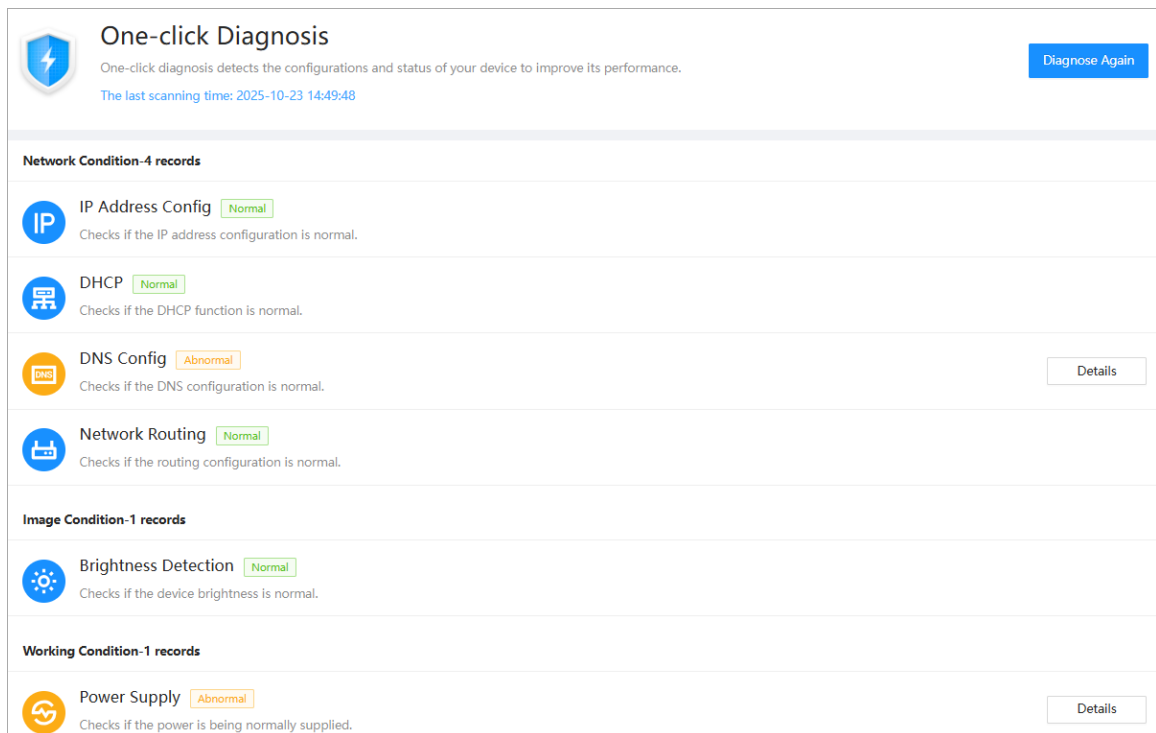 One-click Diagnosis
One-click diagnosis detects the configurations and status of your device to improve its performance.
Diagnose Again
The last scanning time: 2025-10-23 14:49:48
Network Condition-4 records
IP
IP Address Config Normal
Checks if the IP address configuration is normal.
DHCP Normal
Checks if the DHCP function is normal.
DNS
DNS Config Abnormal
Details
Checks if the DNS configuration is normal.
Network Routing Normal
Checks if the routing configuration is normal.
Image Condition-1 records
Brightness Detection Normal
Checks if the device brightness is normal.
Working Condition-1 records
Power Supply Abnormal
Details
Checks if the power is being normally supplied.